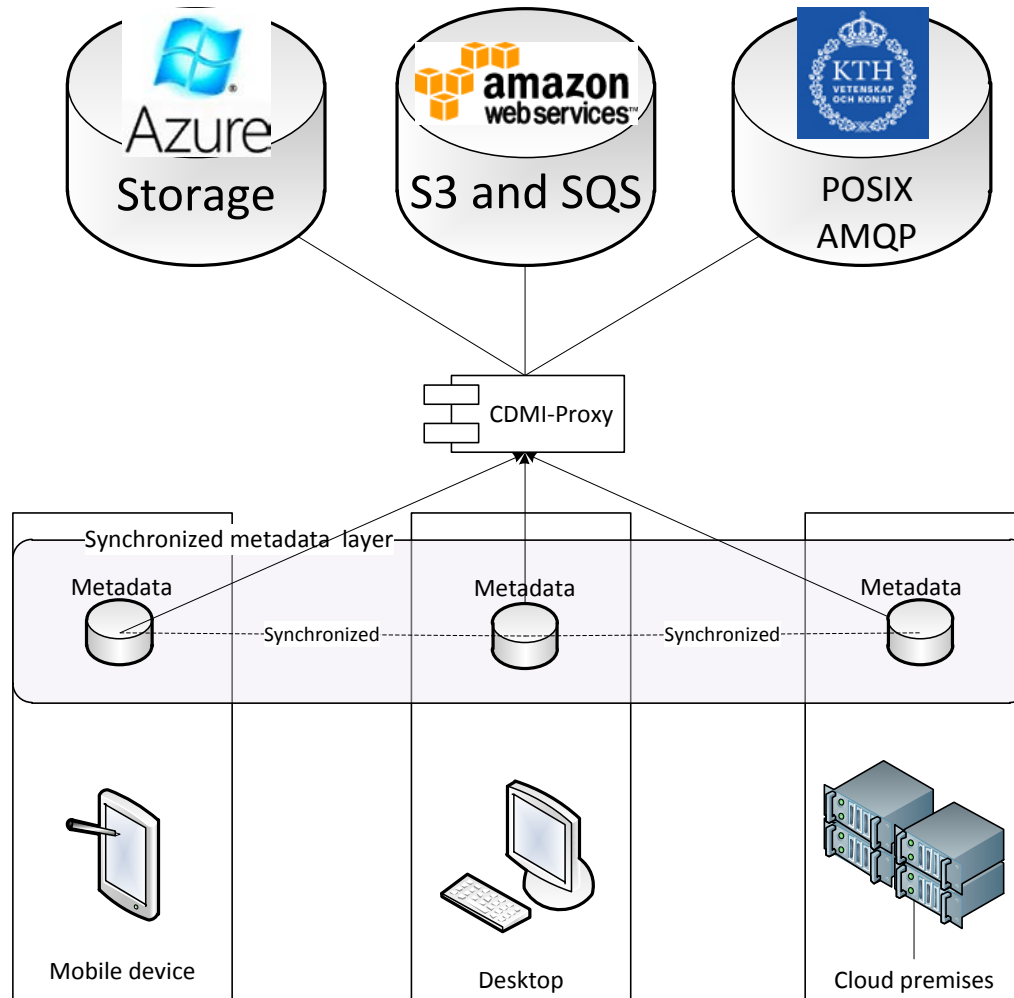 Azure
Storage
amazon
web services™
S3 and SQS
KTH
VETENSKAP
OCH KONST
POSIX
AMQP
CDMI-Proxy
Synchronized metadata layer
Metadata
Metadata
Metadata
Synchronized
Synchronized
Mobile device
Desktop
Cloud premises